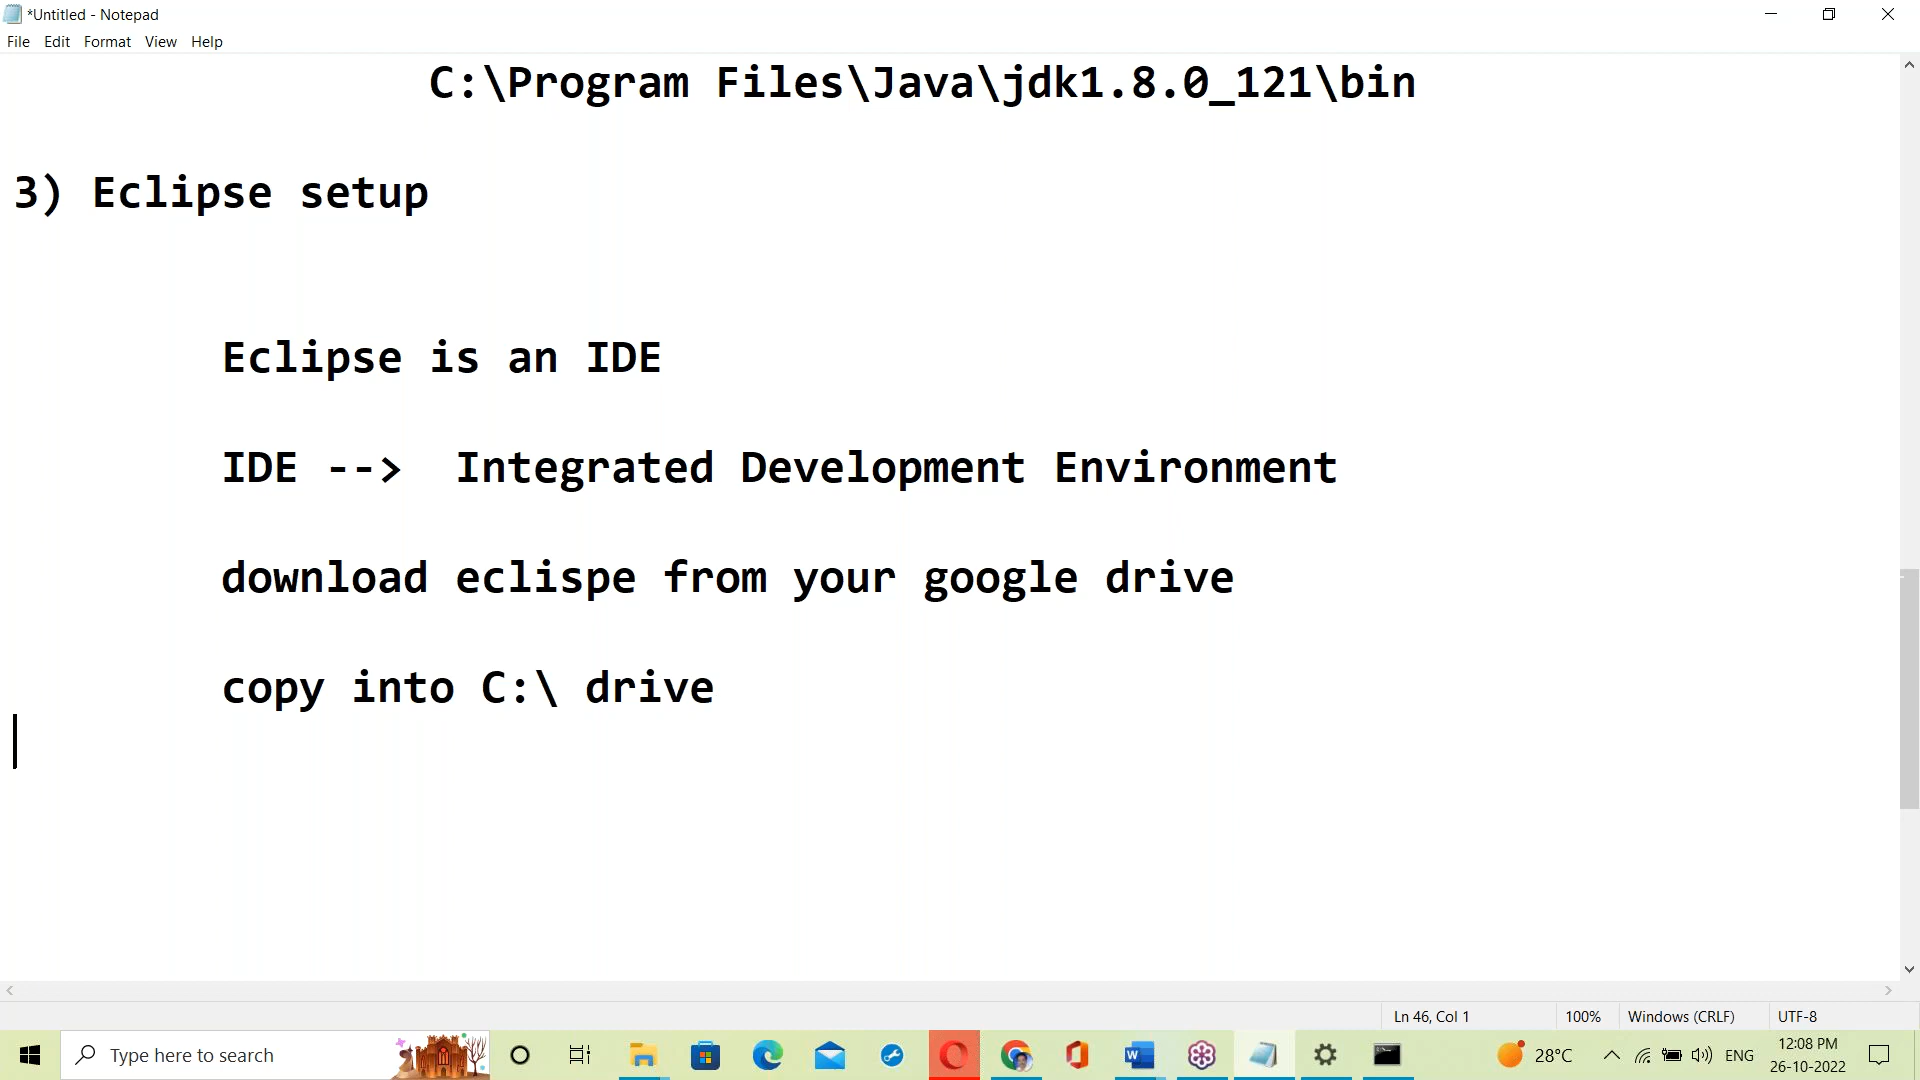 *Untitled - Notepad
File Edit Format View Help
C:\Program Files\Java\jdk1.8.0_121\bin
3) Eclipse setup
Eclipse is an IDE
IDE --> Integrated Development Environment
download eclispe from your google drive
copy into C:\ drive
Ln 46, Col 1 100% Windows (CRLF) UTF-8
Type here to search 28°C ENG 12:08 PM
26-10-2022